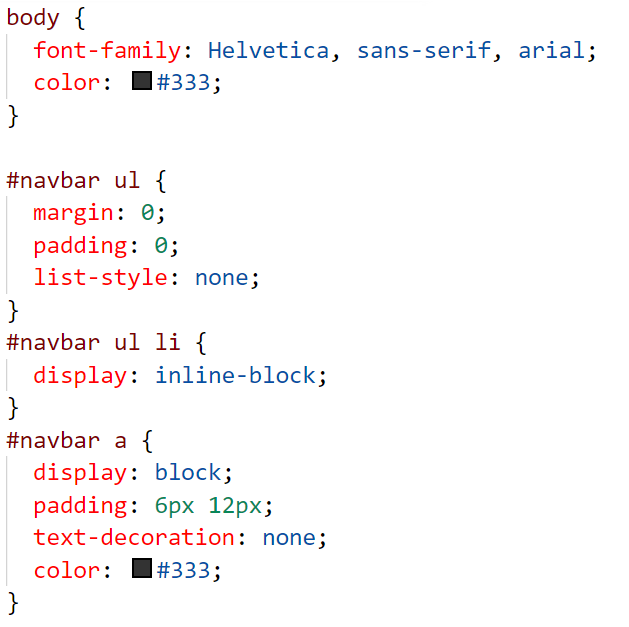 body {
  font-family: Helvetica, sans-serif, arial;
  color: #333;
}

#navbar ul {
  margin: 0;
  padding: 0;
  list-style: none;
}
#navbar ul li {
  display: inline-block;
}
#navbar a {
  display: block;
  padding: 6px 12px;
  text-decoration: none;
  color: #333;
}